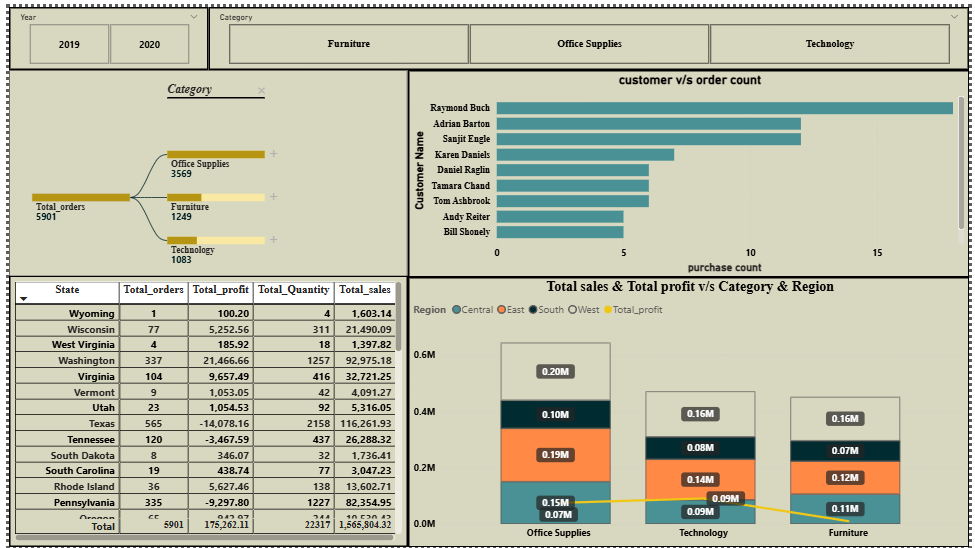 Year
Category
2019
2020
Furniture
Office Supplies
Technology
Category
Office Supplies
3569
Total_orders
5901
Furniture
1249
Technology
1083
customer v/s order count
Customer Name
Raymond Buch
Adrian Barton
Sanjit Engle
Karen Daniels
Daniel Raglin
Tamara Chand
Tom Ashbrook
Andy Reiter
Bill Shonely
0 5 10 15
purchase count
State Total_orders Total_profit Total_Quantity Total_sales
Wyoming 1 100.20 4 1,603.14
Wisconsin 77 5,252.56 311 21,490.09
West Virginia 4 185.92 18 1,397.82
Washington 337 21,466.66 1257 92,975.18
Virginia 104 9,657.49 416 32,721.25
Vermont 9 1,053.05 42 4,091.27
Utah 23 1,054.53 92 5,316.05
Texas 565 -14,078.16 2158 116,261.93
Tennessee 120 -3,467.59 437 26,288.32
South Dakota 8 346.07 32 1,736.41
South Carolina 19 438.74 77 3,047.23
Rhode Island 36 5,627.46 138 13,602.71
Pennsylvania 335 -9,297.80 1227 82,354.95
Oregon
Total 5901 175,262.11 22317 1,565,804.32
Total sales & Total profit v/s Category & Region
Region Central East South West Total_profit
0.6M
0.4M
0.2M
0.0M
0.20M
0.10M
0.19M
0.15M
0.07M
0.16M
0.08M
0.14M
0.09M
0.09M
0.16M
0.07M
0.12M
0.11M
Office Supplies
Technology
Furniture